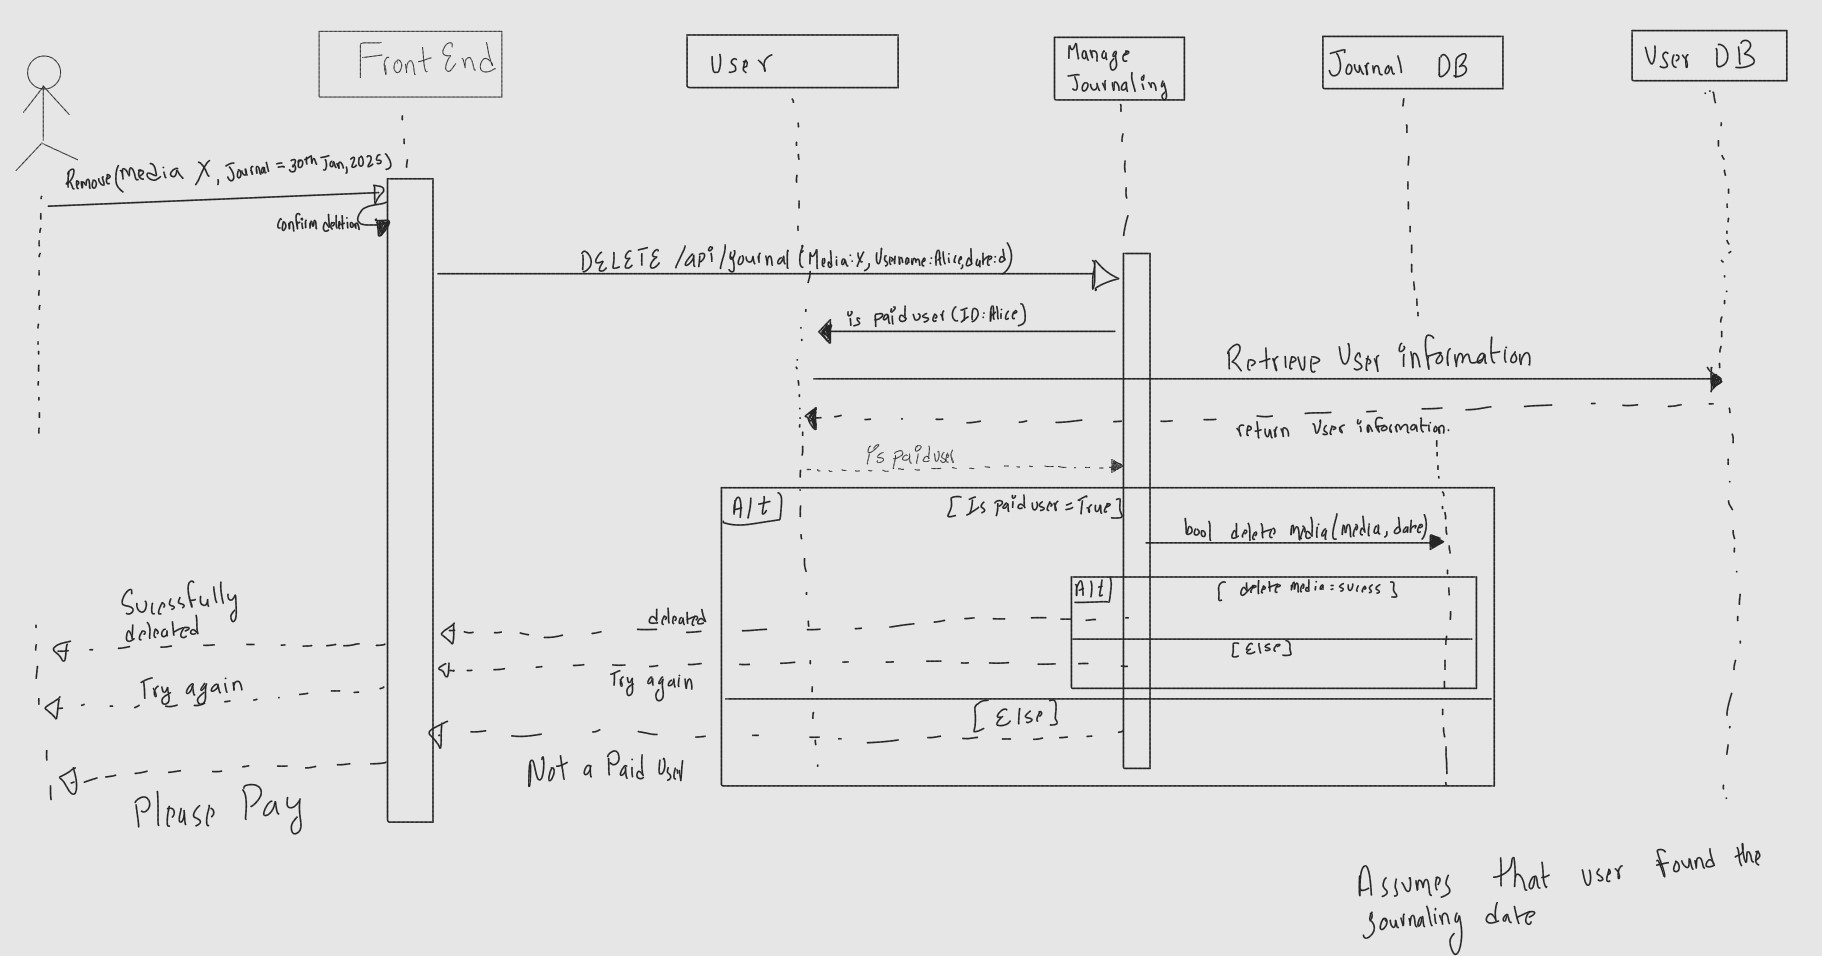 Front End
User
Manage
Journaling
Journal DB
User DB
Remove(Media X, Journal = 30th Jan, 2025)
confirm deletion
DELETE /api/journal (Media:X, Username:Alice, date:d)
is paid user (ID:Alice)
Retrieve User information
return User information.
is paid user
Alt
[Is paid user = True]
bool delete media(media, date)
Alt
[ delete media = sucess ]
Sucessfully
deleated
deleated
[Else]
Try again
Try again
[Else]
Not a Paid User
Please Pay
Assumes that user found the
journaling date